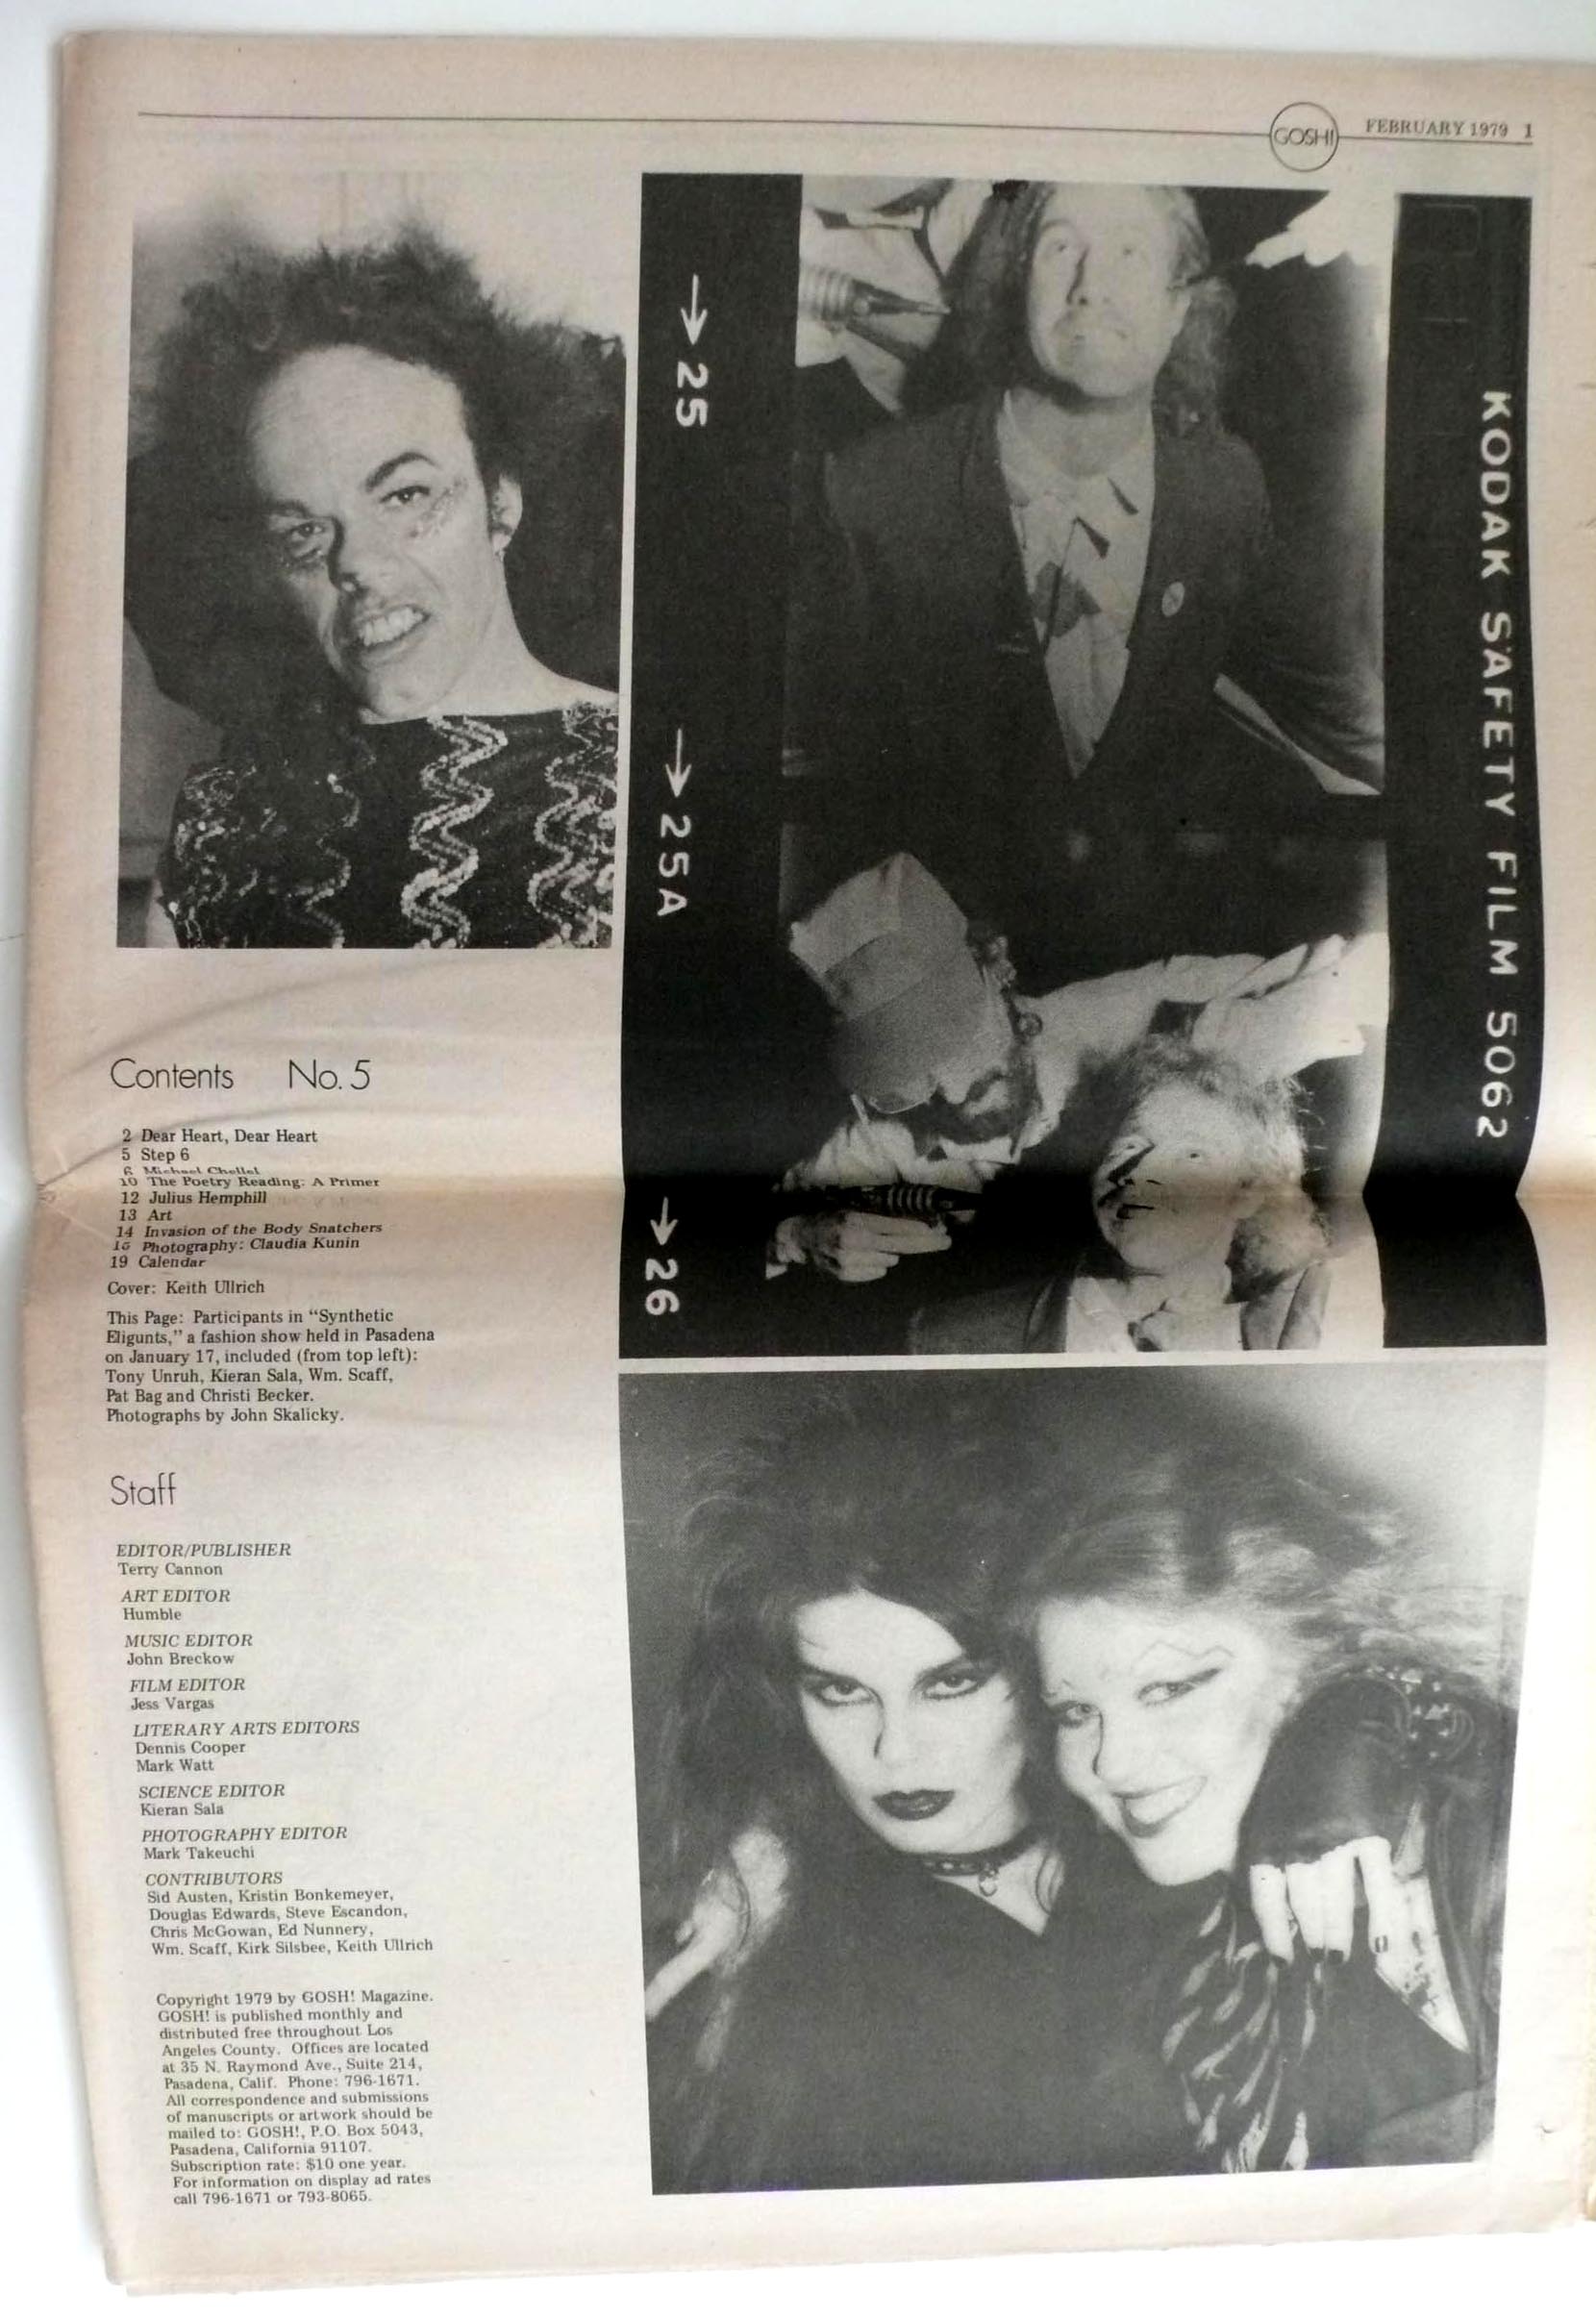 GOSH!
FEBRUARY 1979 1
→25
→25A
→26
KODAK SAFETY FILM 5062
Contents No. 5
2 Dear Heart, Dear Heart
5 Step 6
6 Michael Chellel
10 The Poetry Reading: A Primer
12 Julius Hemphill
13 Art
14 Invasion of the Body Snatchers
16 Photography: Claudia Kunin
19 Calendar
Cover: Keith Ullrich
This Page: Participants in "Synthetic
Eligunts," a fashion show held in Pasadena
on January 17, included (from top left):
Tony Unruh, Kieran Sala, Wm. Scaff,
Pat Bag and Christi Becker.
Photographs by John Skalicky.
Staff
EDITOR/PUBLISHER
Terry Cannon
ART EDITOR
Humble
MUSIC EDITOR
John Breckow
FILM EDITOR
Jess Vargas
LITERARY ARTS EDITORS
Dennis Cooper
Mark Watt
SCIENCE EDITOR
Kieran Sala
PHOTOGRAPHY EDITOR
Mark Takeuchi
CONTRIBUTORS
Sid Austen, Kristin Bonkemeyer,
Douglas Edwards, Steve Escandon,
Chris McGowan, Ed Nunnery,
Wm. Scaff, Kirk Silsbee, Keith Ullrich
Copyright 1979 by GOSH! Magazine.
GOSH! is published monthly and
distributed free throughout Los
Angeles County. Offices are located
at 35 N. Raymond Ave., Suite 214,
Pasadena, Calif. Phone: 796-1671.
All correspondence and submissions
of manuscripts or artwork should be
mailed to: GOSH!, P.O. Box 5043,
Pasadena, California 91107.
Subscription rate: $10 one year.
For information on display ad rates
call 796-1671 or 793-8065.